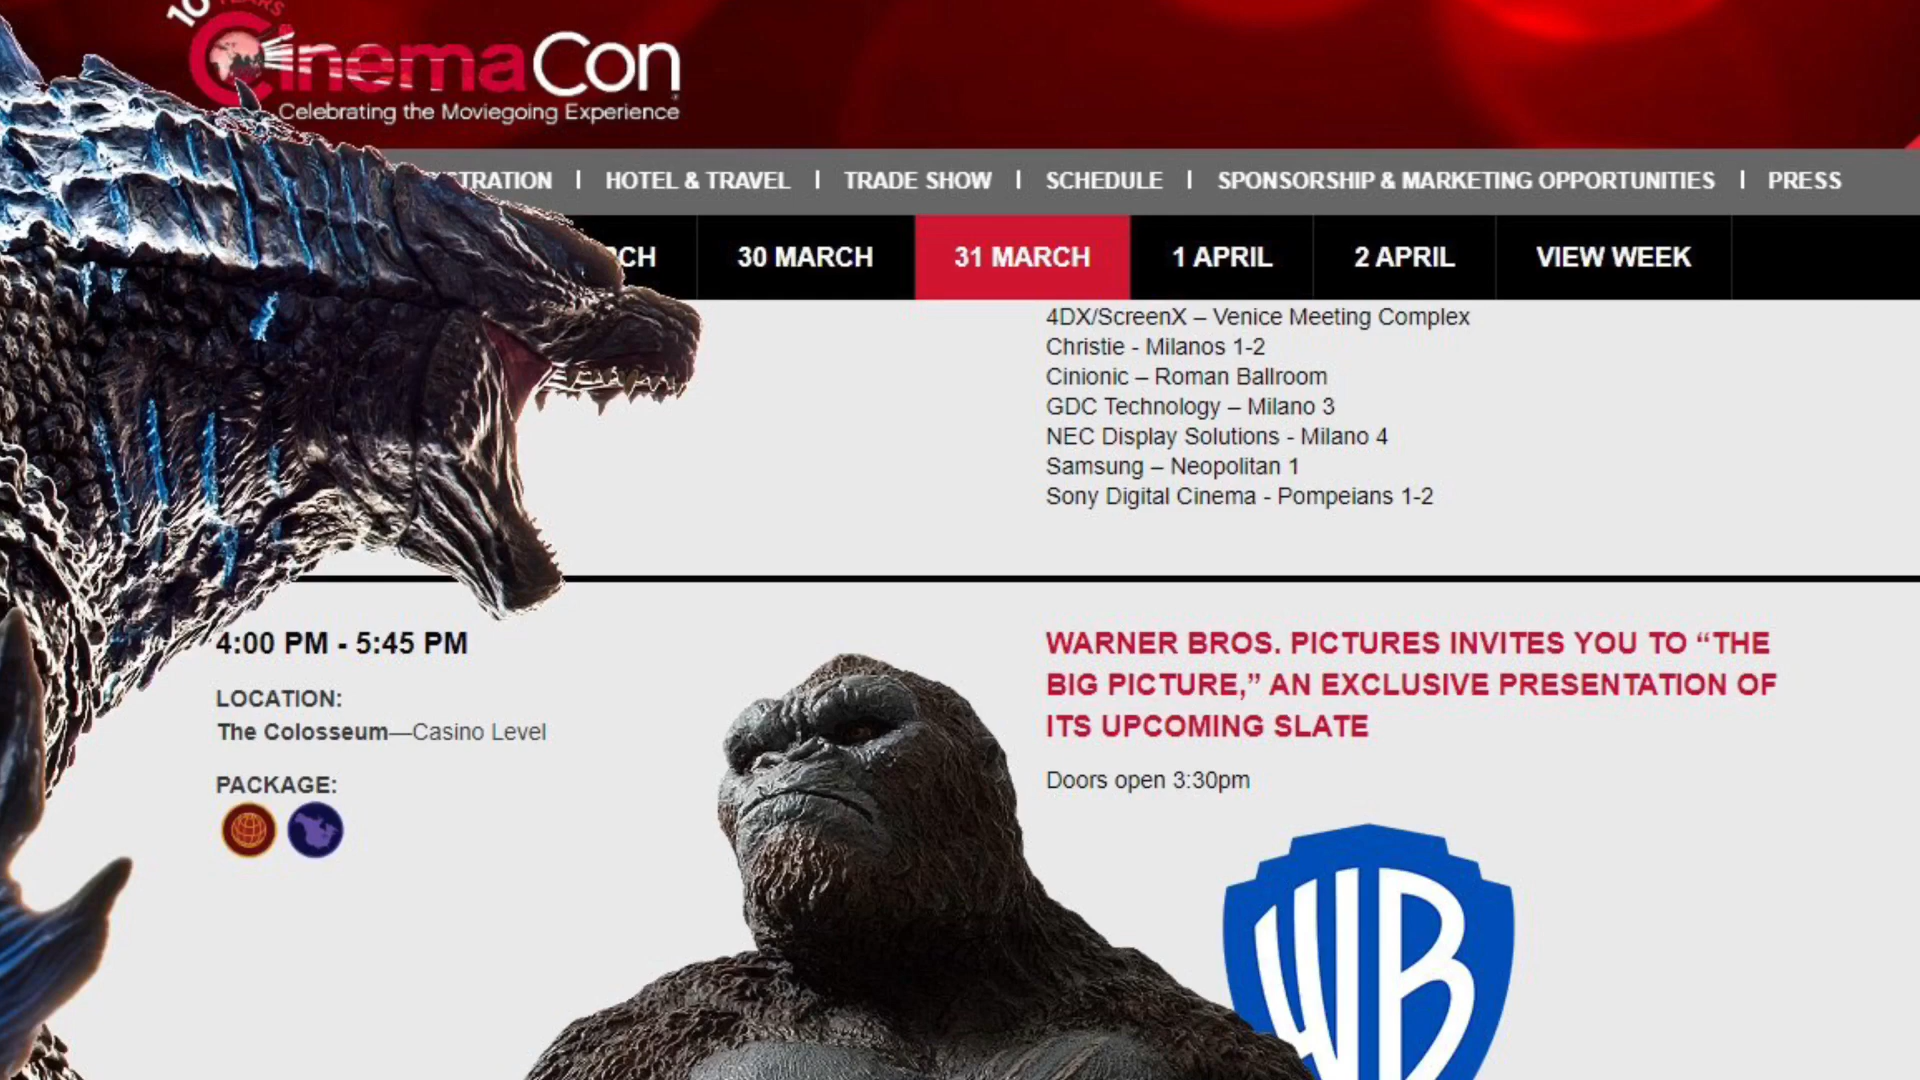 10 YEARS
CinemaCon
Celebrating the Moviegoing Experience
HOTEL & TRAVEL | TRADE SHOW | SCHEDULE | SPONSORSHIP & MARKETING OPPORTUNITIES | PRESS
30 MARCH 31 MARCH 1 APRIL 2 APRIL VIEW WEEK
4DX/ScreenX – Venice Meeting Complex
Christie - Milanos 1-2
Cinionic – Roman Ballroom
GDC Technology – Milano 3
NEC Display Solutions - Milano 4
Samsung – Neopolitan 1
Sony Digital Cinema - Pompeians 1-2
4:00 PM - 5:45 PM
LOCATION:
The Colosseum—Casino Level
PACKAGE:
WARNER BROS. PICTURES INVITES YOU TO “THE
BIG PICTURE,” AN EXCLUSIVE PRESENTATION OF
ITS UPCOMING SLATE
Doors open 3:30pm
WB